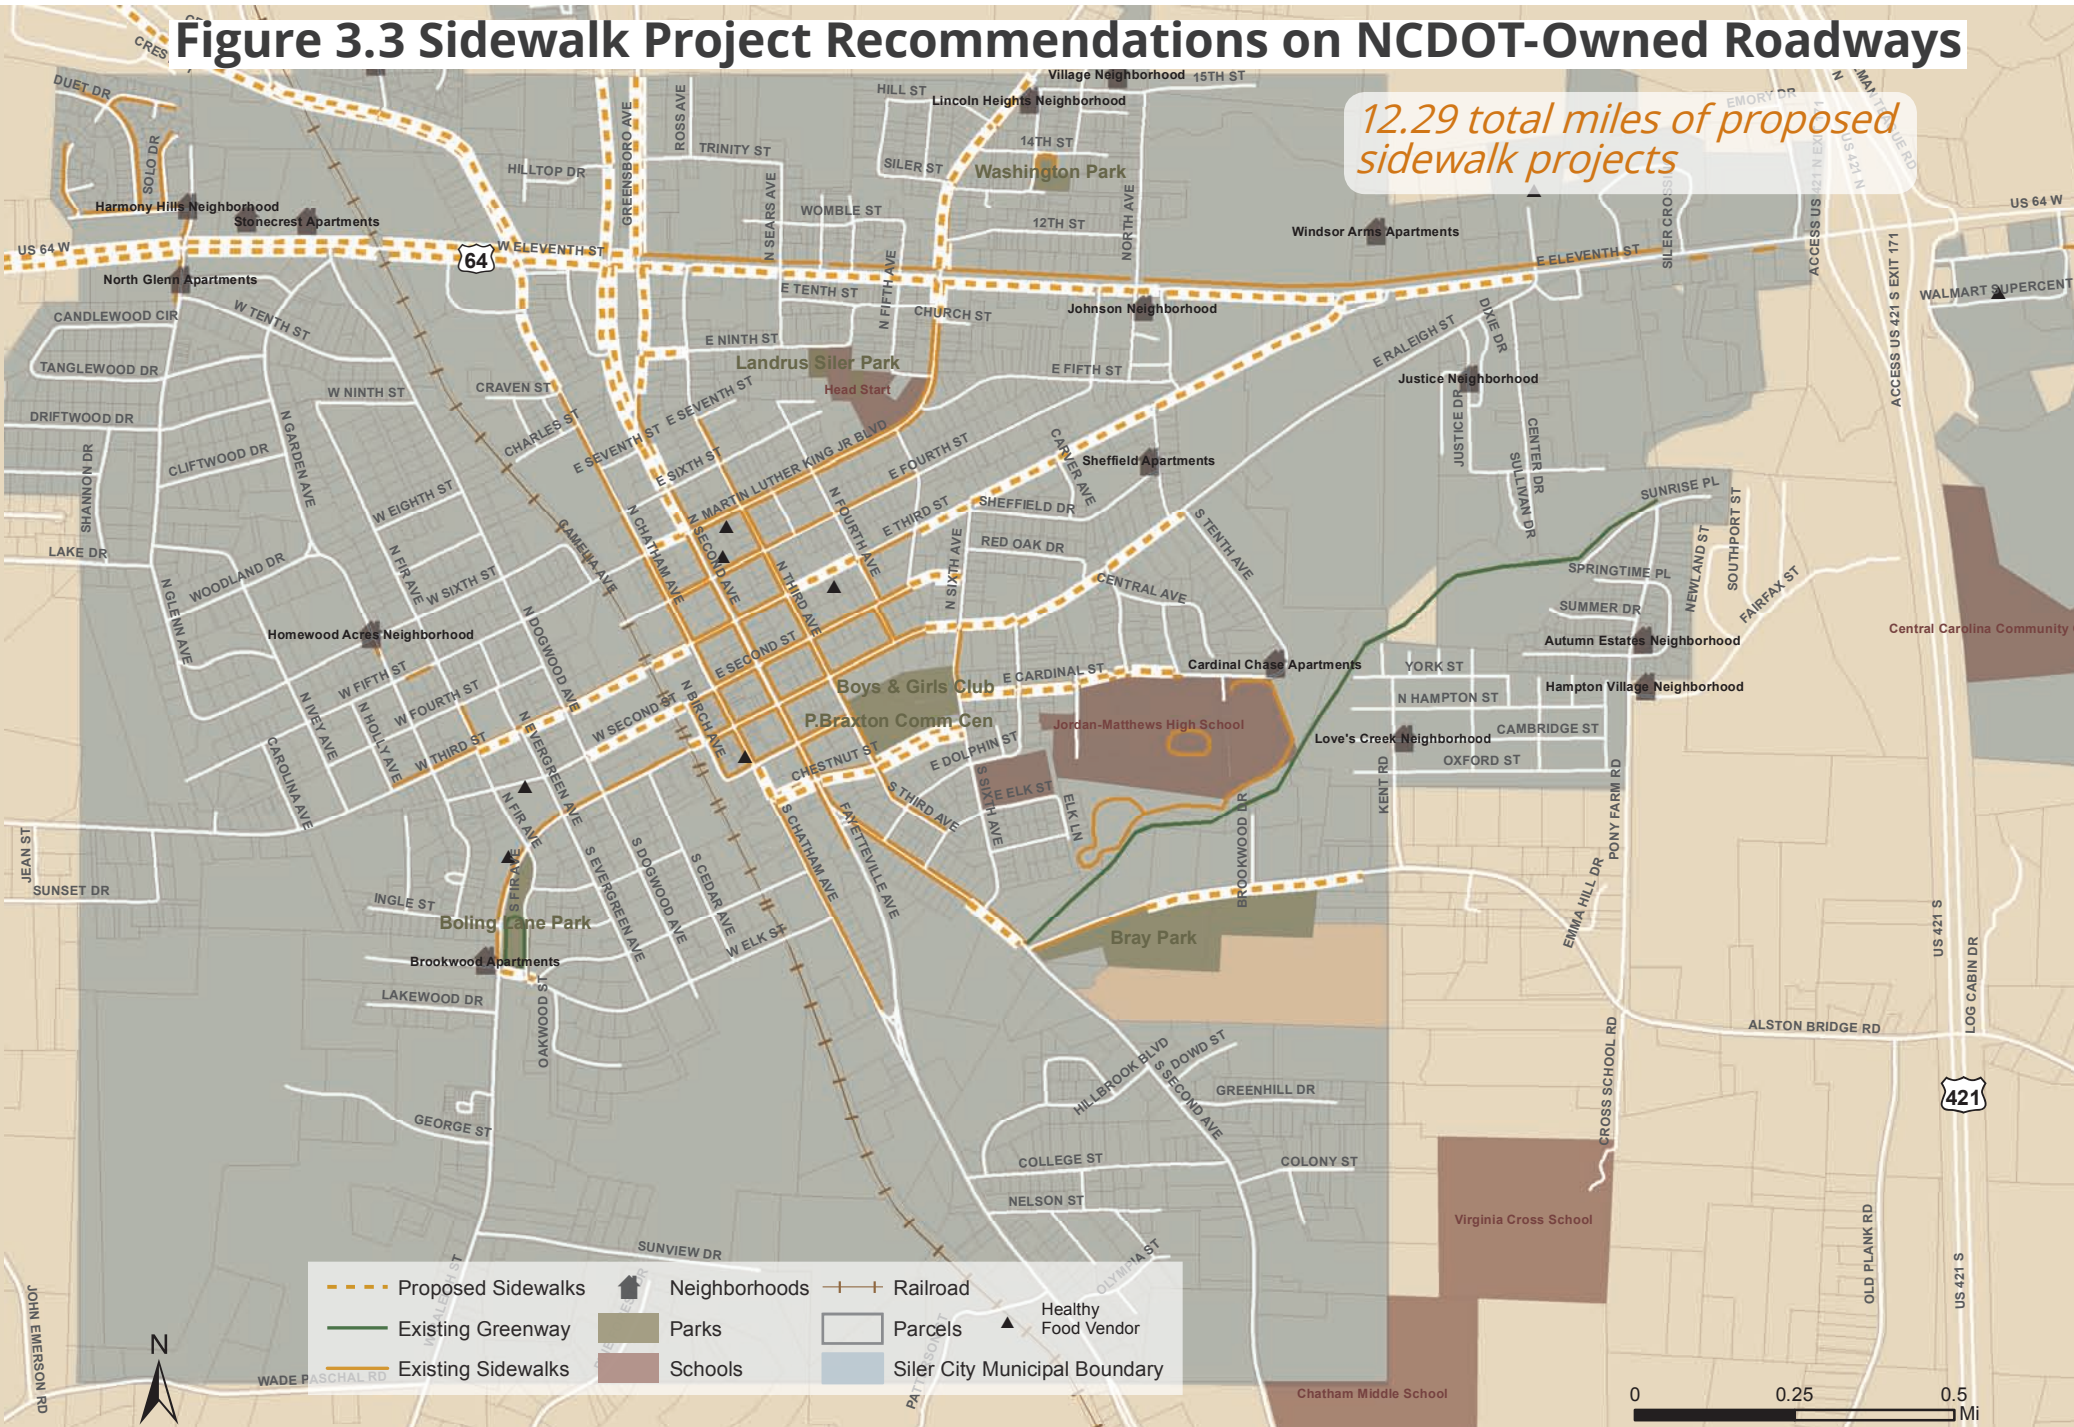 Figure 3.3 Sidewalk Project Recommendations on NCDOT-Owned Roadways
12.29 total miles of proposed
sidewalk projects
CRES
DUET DR
SOLO DR
Harmony Hills Neighborhood
Stonecrest Apartments
US 64 W
North Glenn Apartments
64
W ELEVENTH ST
HILLTOP DR
GREENSBORO AVE
ROSS AVE
TRINITY ST
N SEARS AVE
WOMBLE ST
HILL ST
SILER ST
Village Neighborhood
15TH ST
Lincoln Heights Neighborhood
14TH ST
Washington Park
12TH ST
NORTH AVE
Windsor Arms Apartments
E ELEVENTH ST
SILER CROSSI
EMORY DR
ACCESS US 421 N EXIT 171
US 421 N
ACCESS US 421 S EXIT 171
US 64 W
WALMART SUPERCENT
E TENTH ST
N FIFTH AVE
CHURCH ST
Johnson Neighborhood
E NINTH ST
Landrus Siler Park
Head Start
E FIFTH ST
E RALEIGH ST
DIXIE DR
Justice Neighborhood
JUSTICE DR
CENTER DR
SULLIVAN DR
CANDLEWOOD CIR
W TENTH ST
TANGLEWOOD DR
DRIFTWOOD DR
W NINTH ST
CRAVEN ST
CHARLES ST
E SEVENTH ST
E SEVENTH ST
E SIXTH ST
MARTIN LUTHER KING JR BLVD
E FOURTH ST
N FOURTH AVE
E THIRD ST
CARVER AVE
Sheffield Apartments
SHEFFIELD DR
RED OAK DR
N SIXTH AVE
CENTRAL AVE
S TENTH AVE
SHANNON DR
CLIFTWOOD DR
N GARDEN AVE
W EIGHTH ST
LAKE DR
WOODLAND DR
N GLENN AVE
N FIR AVE
W SIXTH ST
CAMELLIA AVE
N CHATHAM AVE
N SECOND AVE
N THIRD AVE
E SECOND ST
N DOGWOOD AVE
Homewood Acres Neighborhood
W FIFTH ST
W FOURTH ST
N IVEY AVE
N HOLLY AVE
W THIRD ST
CAROLINA AVE
N EVERGREEN AVE
W SECOND ST
N BIRCH AVE
N FIR AVE
Boys & Girls Club
P.Braxton Comm Cen
CHESTNUT ST
E DOLPHIN ST
E CARDINAL ST
Cardinal Chase Apartments
Jordan-Matthews High School
E ELK ST
S SIXTH AVE
ELK LN
S THIRD AVE
FAYETTEVILLE AVE
S CHATHAM AVE
SUNRISE PL
SOUTHPORT ST
NEWLAND ST
SPRINGTIME PL
SUMMER DR
FAIRFAX ST
Autumn Estates Neighborhood
YORK ST
N HAMPTON ST
Hampton Village Neighborhood
CAMBRIDGE ST
Love's Creek Neighborhood
OXFORD ST
KENT RD
PONY FARM RD
BROOKWOOD DR
EMMA HILL DR
Central Carolina Community
JEAN ST
SUNSET DR
INGLE ST
S FIR AVE
Boling Lane Park
Brookwood Apartments
LAKEWOOD DR
OAKWOOD ST
S EVERGREEN AVE
S DOGWOOD AVE
S CEDAR AVE
W ELK ST
Bray Park
US 421 S
LOG CABIN DR
ALSTON BRIDGE RD
421
CROSS SCHOOL RD
HILLBROOK BLVD
DOWD ST
S SECOND AVE
GREENHILL DR
GEORGE ST
COLLEGE ST
COLONY ST
NELSON ST
OLYMPIA ST
Virginia Cross School
Chatham Middle School
OLD PLANK RD
US 421 S
SUNVIEW DR
JOHN EMERSON RD
WADE PASCHAL RD
N
Proposed Sidewalks
Neighborhoods
Railroad
Existing Greenway
Parks
Parcels
Healthy
Food Vendor
Existing Sidewalks
Schools
Siler City Municipal Boundary
0
0.25
0.5
Mi